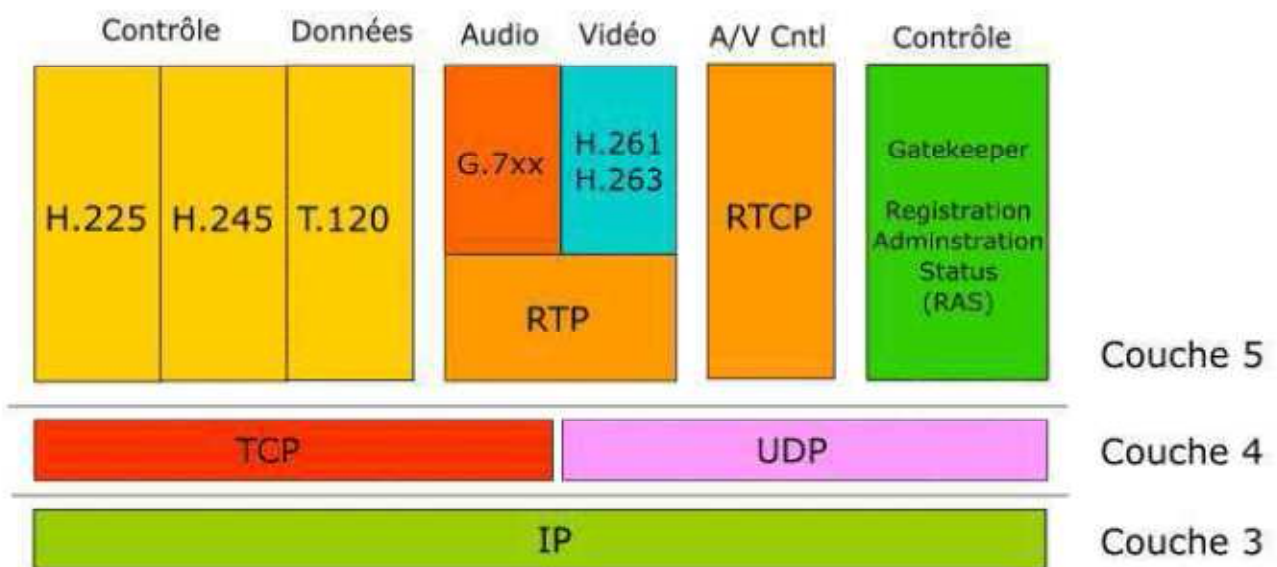 Contrôle Données Audio Vidéo A/V Cntl Contrôle
H.225 H.245 T.120
G.7xx
H.261
H.263
RTP
RTCP
Gatekeeper
Registration
Adminstration
Status
(RAS)
Couche 5
TCP UDP Couche 4
IP Couche 3